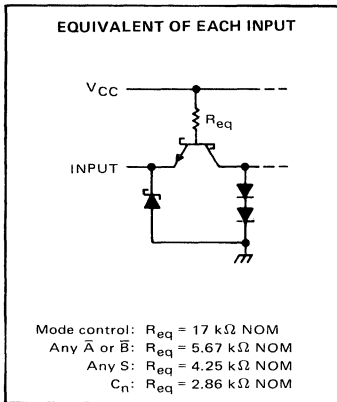 EQUIVALENT OF EACH INPUT
VCC
Req
INPUT
Mode control: Req = 17 kΩ NOM
Any A̅ or B̅: Req = 5.67 kΩ NOM
Any S: Req = 4.25 kΩ NOM
Cn: Req = 2.86 kΩ NOM